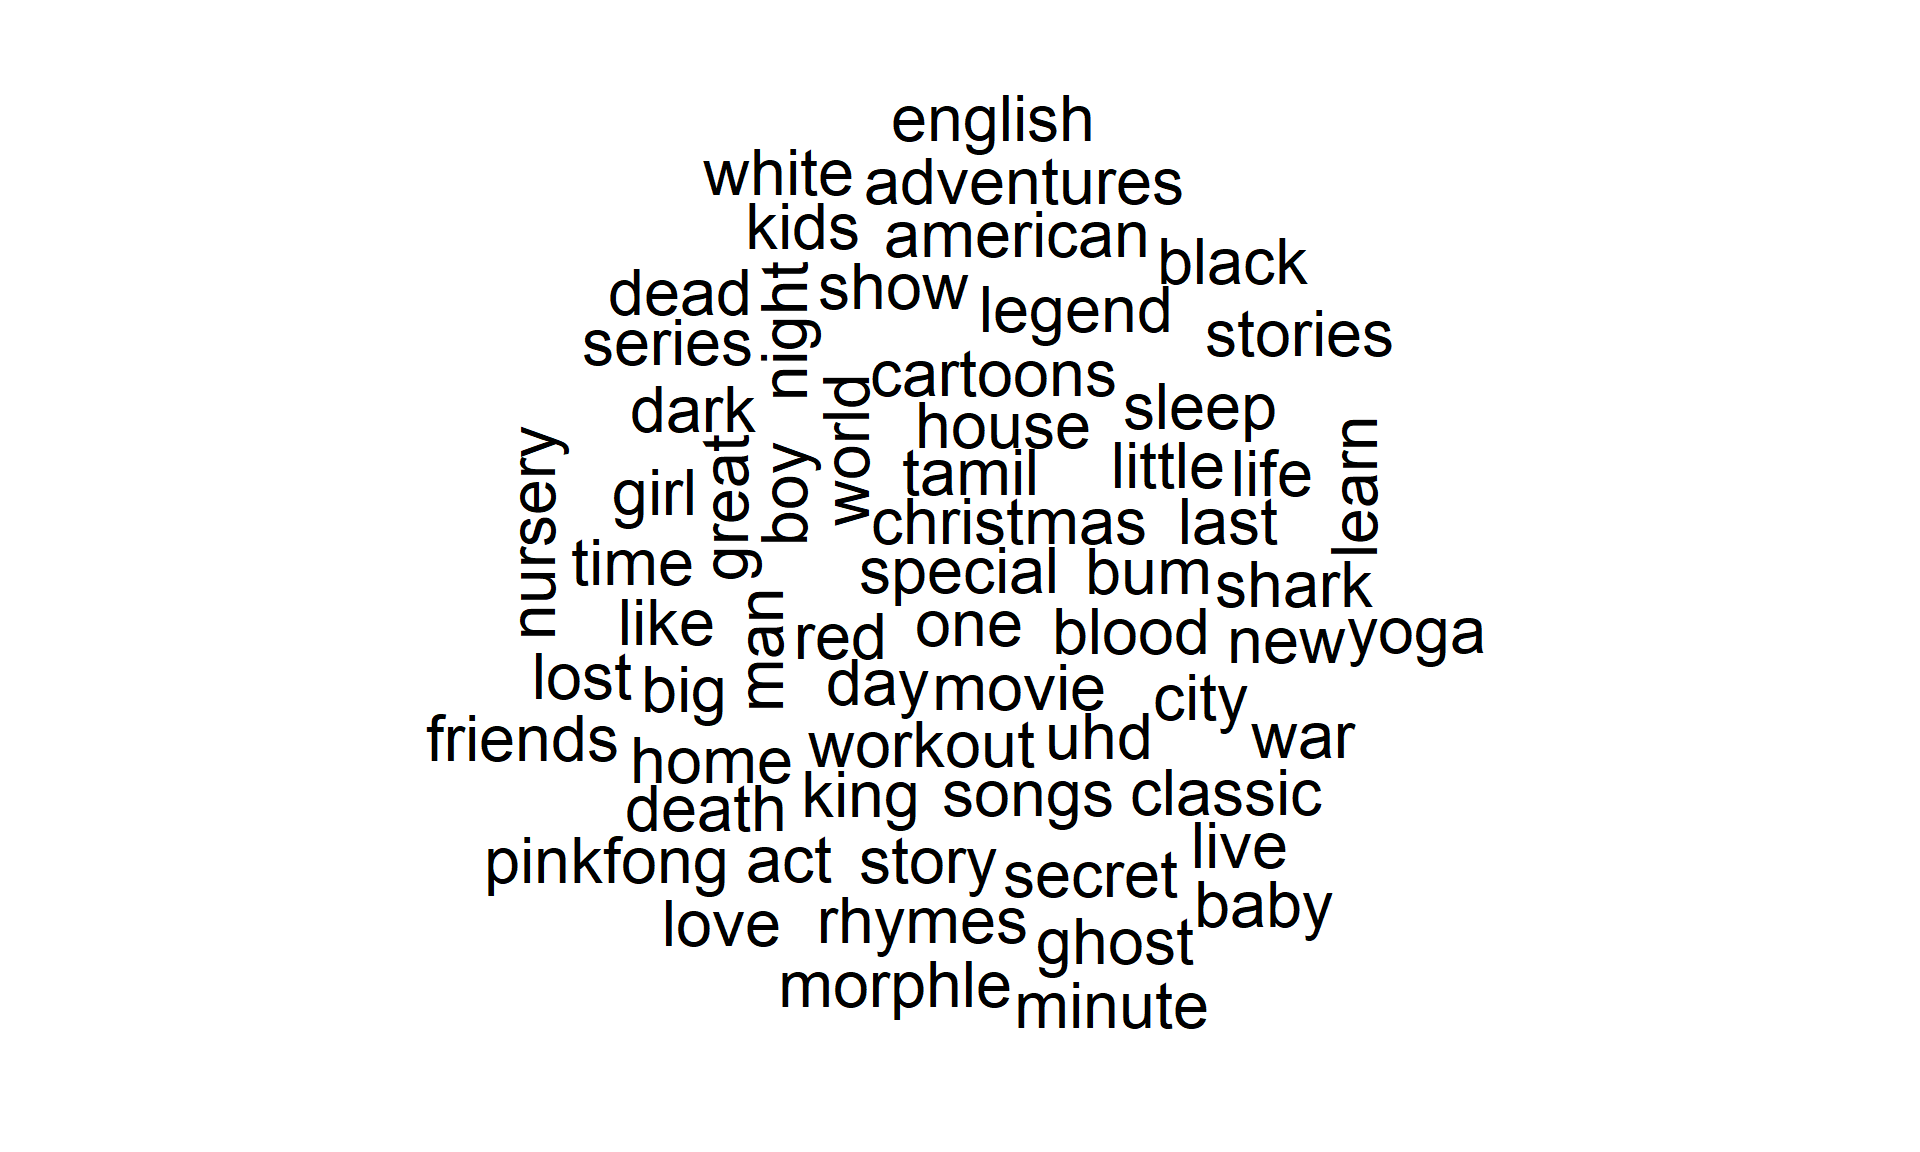 english
white adventures
kids american
black
dead night show legend
series stories
cartoons
dark world house sleep
nursery girl great boy tamil little life learn
christmas last
time special bum shark
like man red one blood new yoga
lost big day movie city
friends home workout uhd war
death king songs classic
pinkfong act story secret live
love rhymes ghost baby
morphle minute